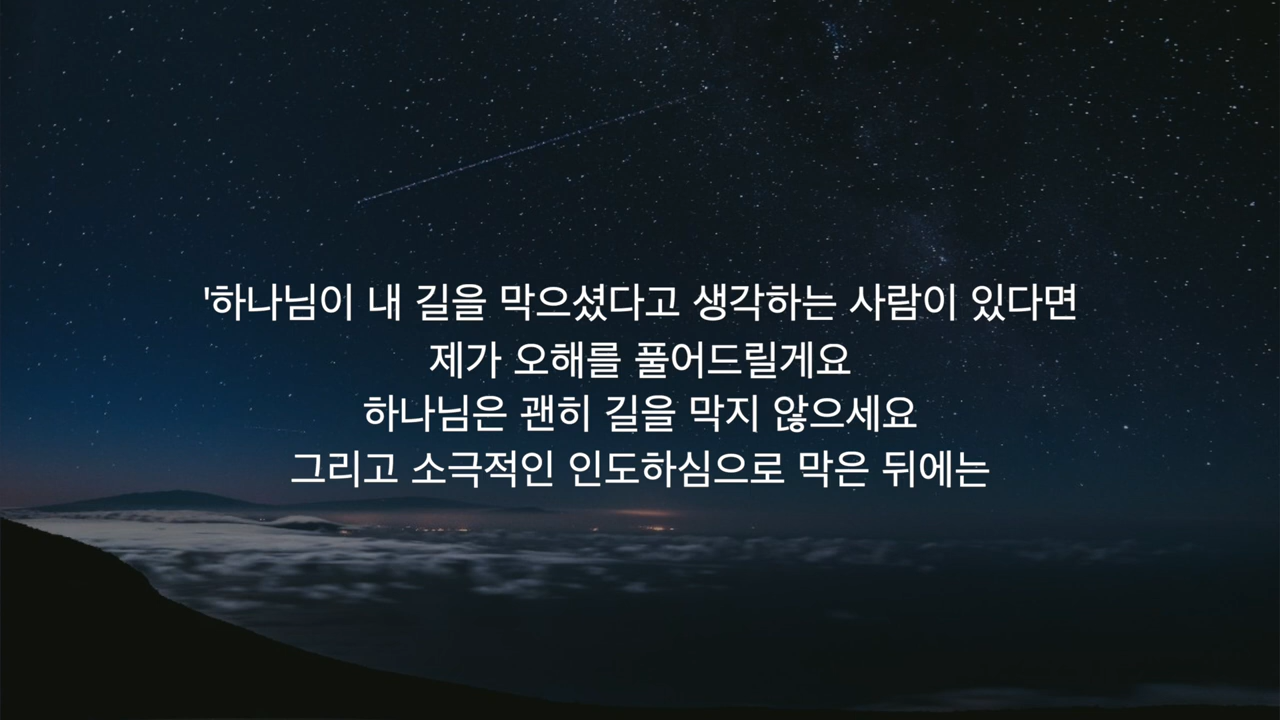 '하나님이 내 길을 막으셨다고 생각하는 사람이 있다면
제가 오해를 풀어드릴게요
하나님은 괜히 길을 막지 않으세요
그리고 소극적인 인도하심으로 막은 뒤에는